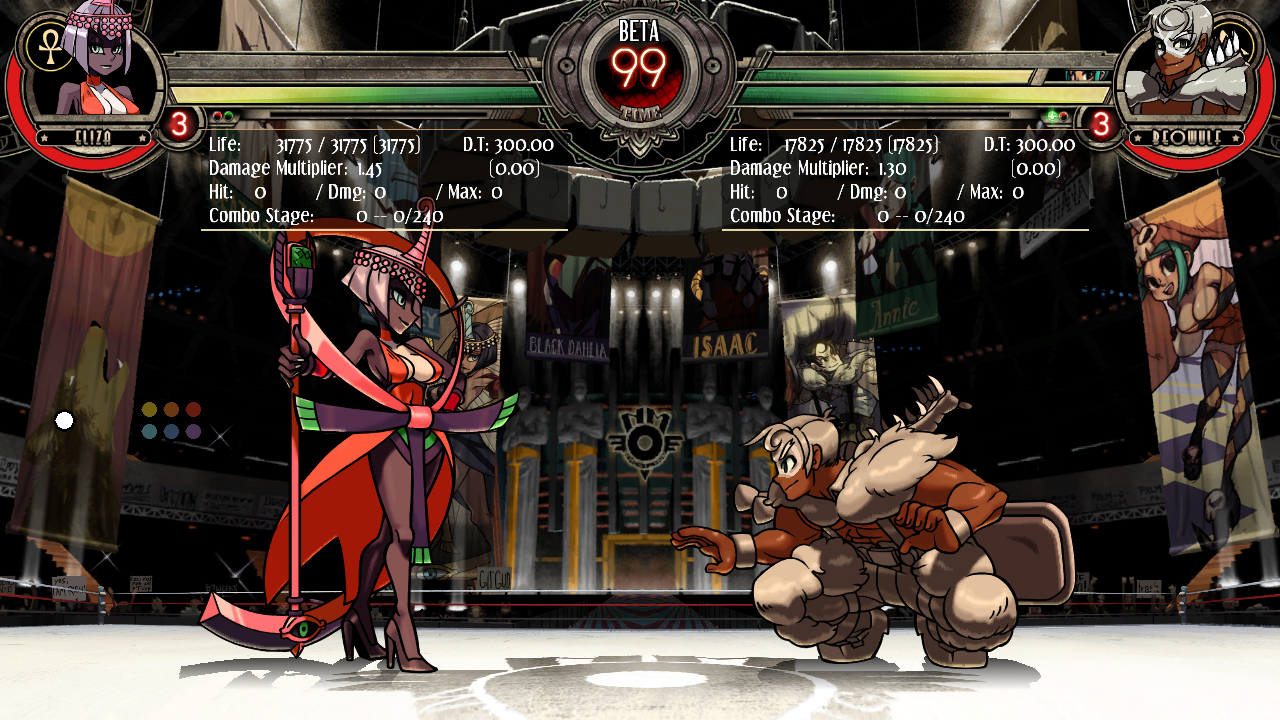 BETA
99
TIME
ELIZA
3
3
BEOWULF
Life: 31775 / 31775 (31775) D.T: 300.00
Damage Multiplier: 1.45 (0.00)
Hit: 0 / Dmg: 0 / Max: 0
Combo Stage: 0 -- 0/240
Life: 17825 / 17825 (17825) D.T: 300.00
Damage Multiplier: 1.30 (0.00)
Hit: 0 / Dmg: 0 / Max: 0
Combo Stage: 0 -- 0/240
BLACK DAHLIA
ISAAC
Annie
GIT GUD